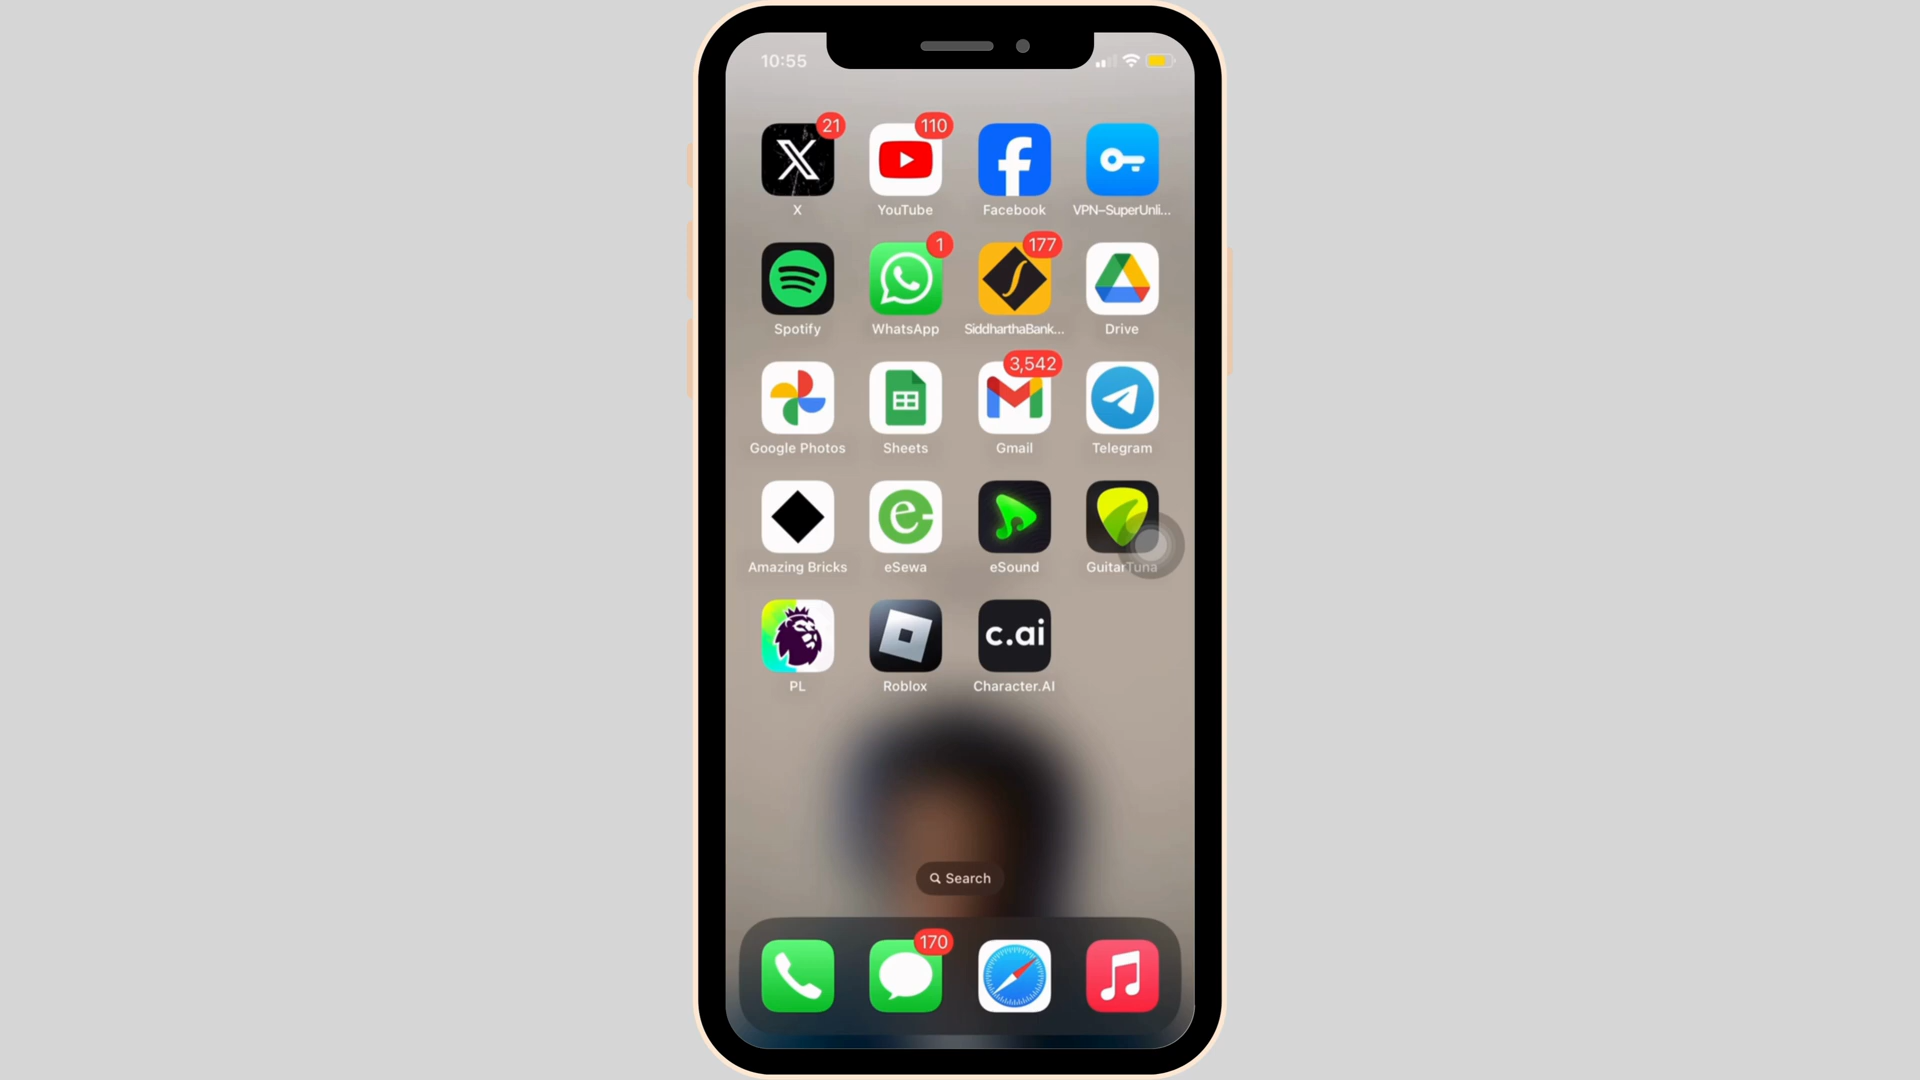 10:55
21
110
X
YouTube
Facebook
VPN–SuperUnli...
1
177
Spotify
WhatsApp
SiddharthaBank...
Drive
3,542
Google Photos
Sheets
Gmail
Telegram
Amazing Bricks
eSewa
eSound
GuitarTuna
c.ai
PL
Roblox
Character.AI
Search
170